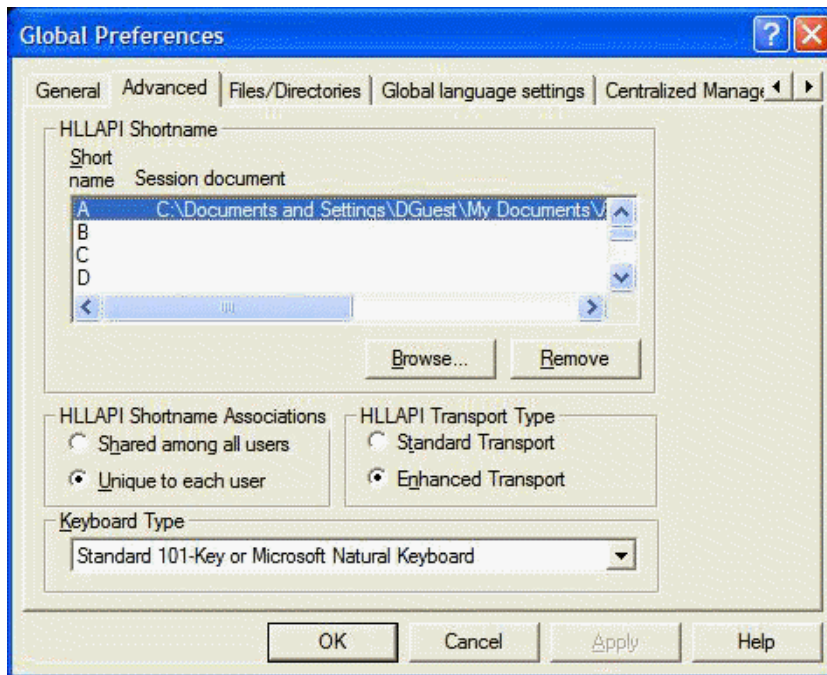 Global Preferences
General Advanced Files/Directories Global language settings Centralized Manage
HLLAPI Shortname
Short
name Session document
A C:\Documents and Settings\DGuest\My Documents\
B
C
D
Browse... Remove
HLLAPI Shortname Associations HLLAPI Transport Type
Shared among all users Standard Transport
Unique to each user Enhanced Transport
Keyboard Type
Standard 101-Key or Microsoft Natural Keyboard
OK Cancel Apply Help